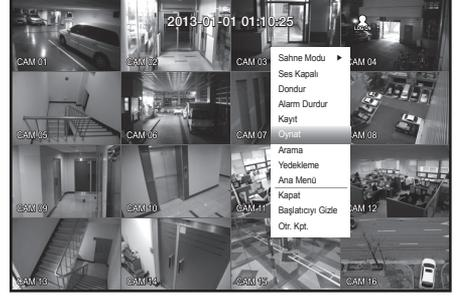 2013-01-01 01:10:25
LOG ON
CAM 01
CAM 02
CAM 03
CAM 04
Sahne Modu
Ses Kapalı
Dondur
Alarm Durdur
Kayıt
Oynat
Arama
Yedekleme
Ana Menü
Kapat
Başlatıcıyı Gizle
Otr. Kpt.
CAM 05
CAM 06
CAM 07
CAM 08
CAM 09
CAM 10
CAM 11
CAM 12
CAM 13
CAM 14
CAM 15
CAM 16